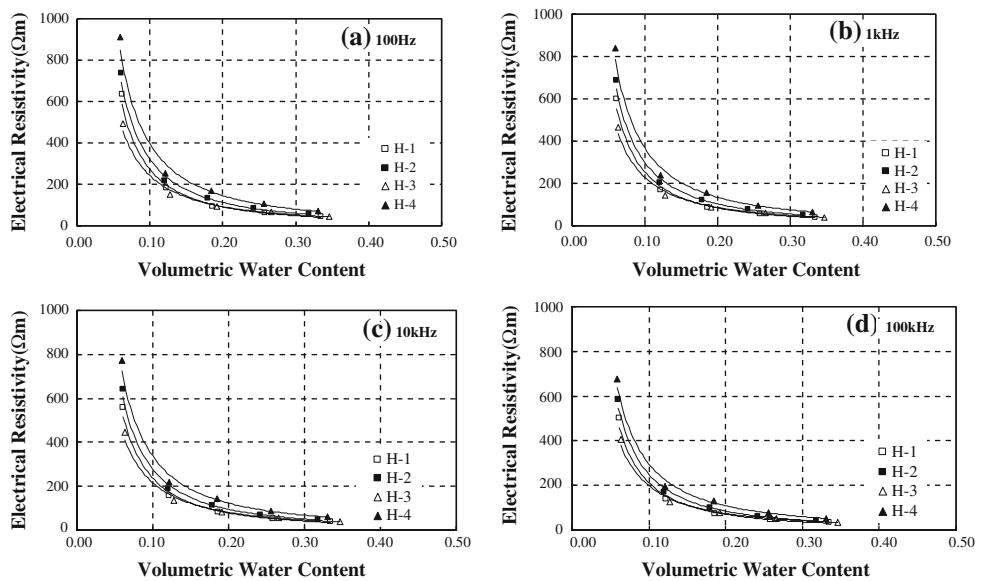 (a) 100Hz
Electrical Resistivity(Ωm)
1000
800
600
400
200
0
H-1
H-2
H-3
H-4
0.00 0.10 0.20 0.30 0.40 0.50
Volumetric Water Content
(b) 1kHz
Electrical Resistivity(Ωm)
1000
800
600
400
200
0
H-1
H-2
H-3
H-4
0.00 0.10 0.20 0.30 0.40 0.50
Volumetric Water Content
(c) 10kHz
Electrical Resistivity(Ωm)
1000
800
600
400
200
0
H-1
H-2
H-3
H-4
0.00 0.10 0.20 0.30 0.40 0.50
Volumetric Water Content
(d) 100kHz
Electrical Resistivity(Ωm)
1000
800
600
400
200
0
H-1
H-2
H-3
H-4
0.00 0.10 0.20 0.30 0.40 0.50
Volumetric Water Content